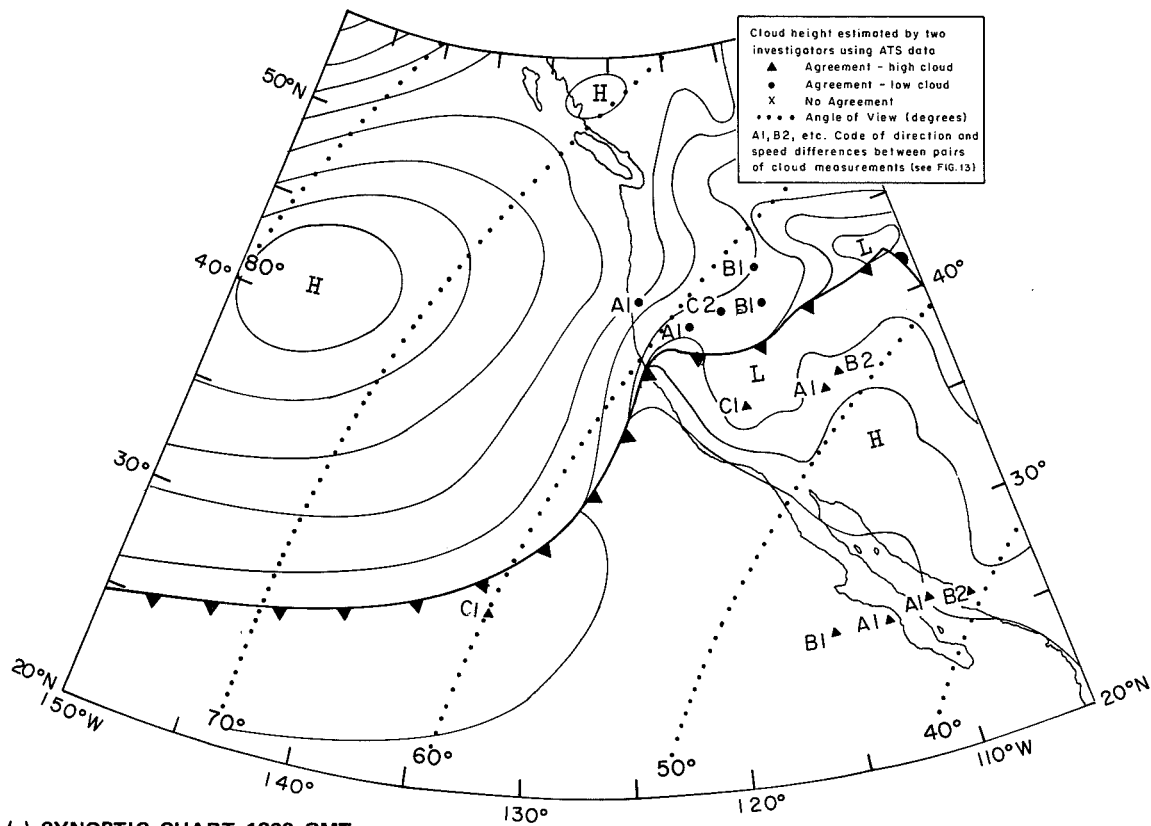 Cloud height estimated by two
investigators using ATS data
▲ Agreement - high cloud
● Agreement - low cloud
X No Agreement
•••• Angle of View (degrees)
A1, B2, etc. Code of direction and
speed differences between pairs
of cloud measurements (see FIG. 13)
50°N
H
L
40° 80°
H
40°
B1
A1
C2 B1
A1
L
B2
A1
C1
H
30°
30°
C1
A1 B2
B1 A1
20°N
150°W
20°N
70°
60°
50°
40°
110°W
140°
130°
120°